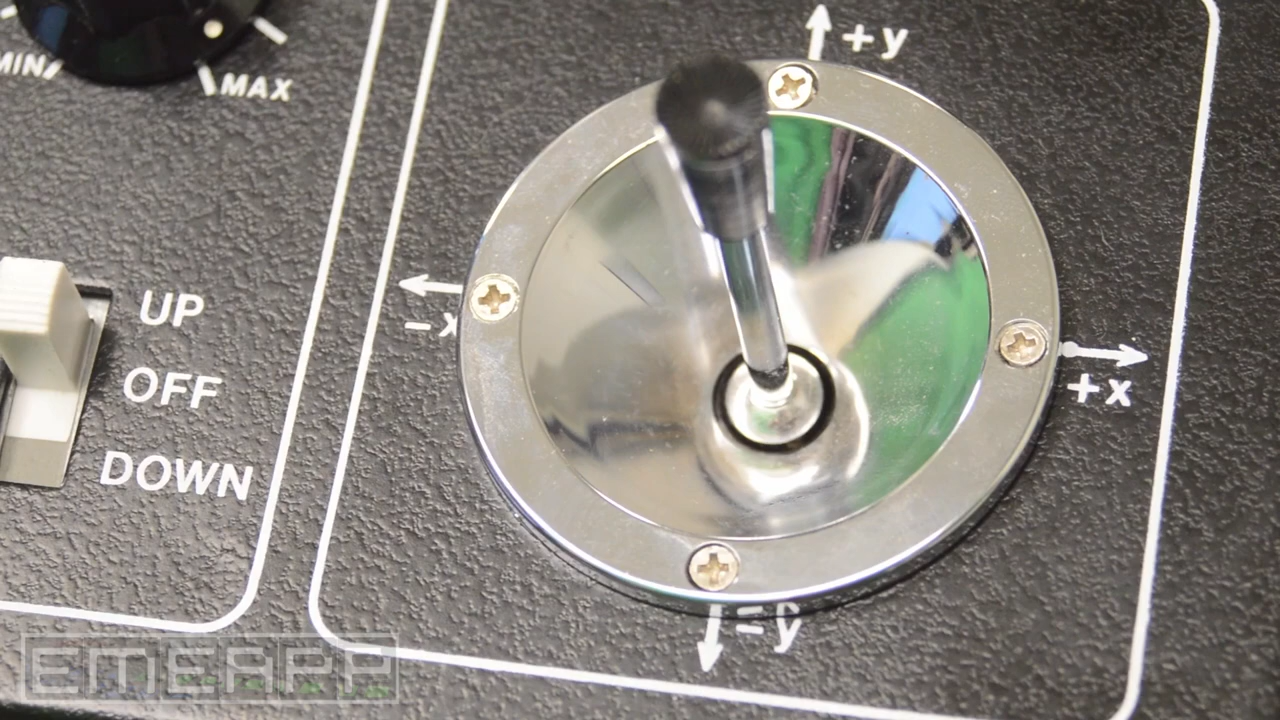 +y
MIN
MAX
-x
+x
UP
OFF
DOWN
-y
EMEAPP